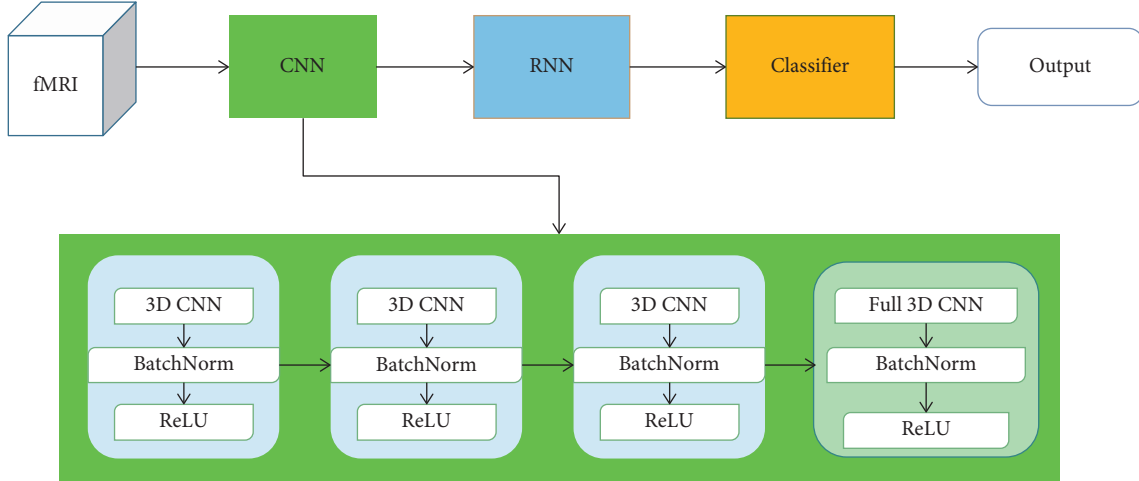 fMRI
CNN
RNN
Classifier
Output
3D CNN
BatchNorm
ReLU
3D CNN
BatchNorm
ReLU
3D CNN
BatchNorm
ReLU
Full 3D CNN
BatchNorm
ReLU